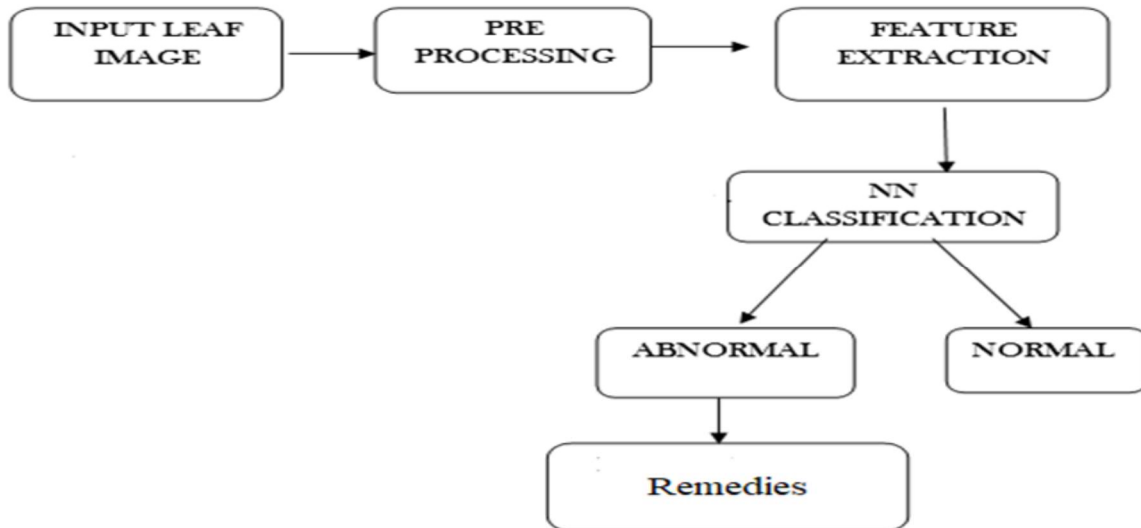 INPUT LEAF
IMAGE
PRE
PROCESSING
FEATURE
EXTRACTION
NN
CLASSIFICATION
ABNORMAL
NORMAL
Remedies